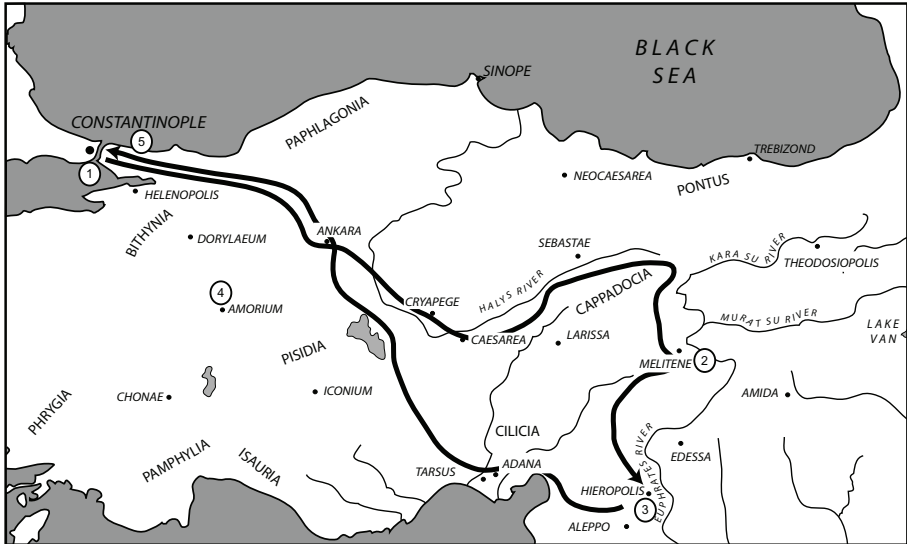 BLACK
SEA
SINOPE
CONSTANTINOPLE
5
PAPHLAGONIA
1
TREBIZOND
HELENOPOLIS
NEOCAESAREA
PONTUS
BITHYNIA
DORYLAEUM
ANKARA
SEBASTAE
KARA SU RIVER
THEODOSIOPOLIS
HALYS RIVER
CAPPADOCIA
4
AMORIUM
CRYAPEGE
MURAT SU RIVER
LAKE
VAN
CAESAREA
LARISSA
PISIDIA
MELITENE
2
CHONAE
ICONIUM
AMIDA
PHRYGIA
CILICIA
PAMPHYLIA
ISAURIA
TARSUS
ADANA
EUPHRATES RIVER
EDESSA
HIEROPOLIS
3
ALEPPO